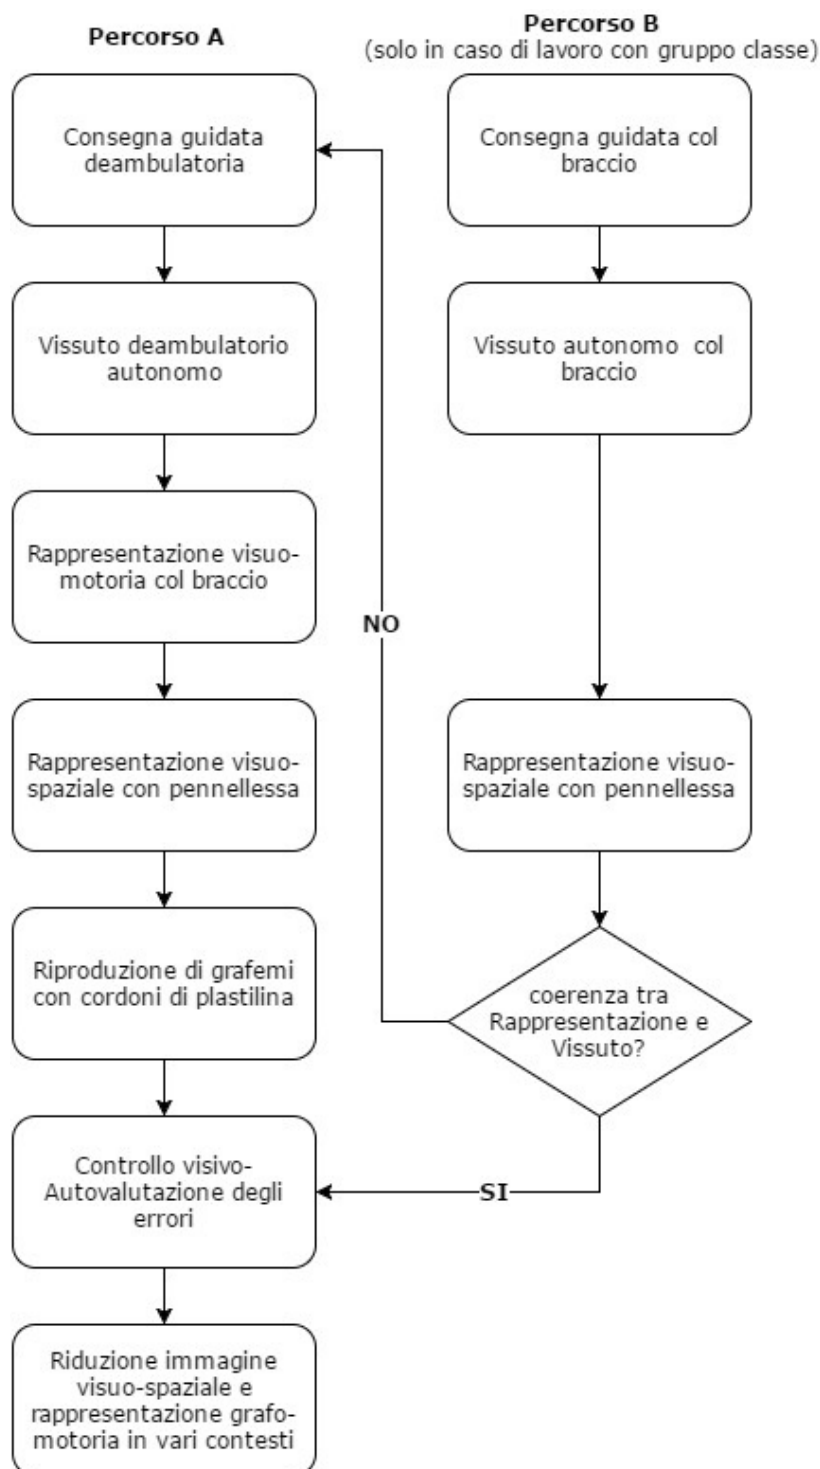 Percorso A
Percorso B
(solo in caso di lavoro con gruppo classe)
Consegna guidata
deambulatoria
Consegna guidata col
braccio
Vissuto deambulatorio
autonomo
Vissuto autonomo col
braccio
Rappresentazione visuo-
motoria col braccio
NO
Rappresentazione visuo-
spaziale con pennellessa
Rappresentazione visuo-
spaziale con pennellessa
Riproduzione di grafemi
con cordoni di plastilina
coerenza tra
Rappresentazione e
Vissuto?
Controllo visivo-
Autovalutazione degli
errori
SI
Riduzione immagine
visuo-spaziale e
rappresentazione grafo-
motoria in vari contesti